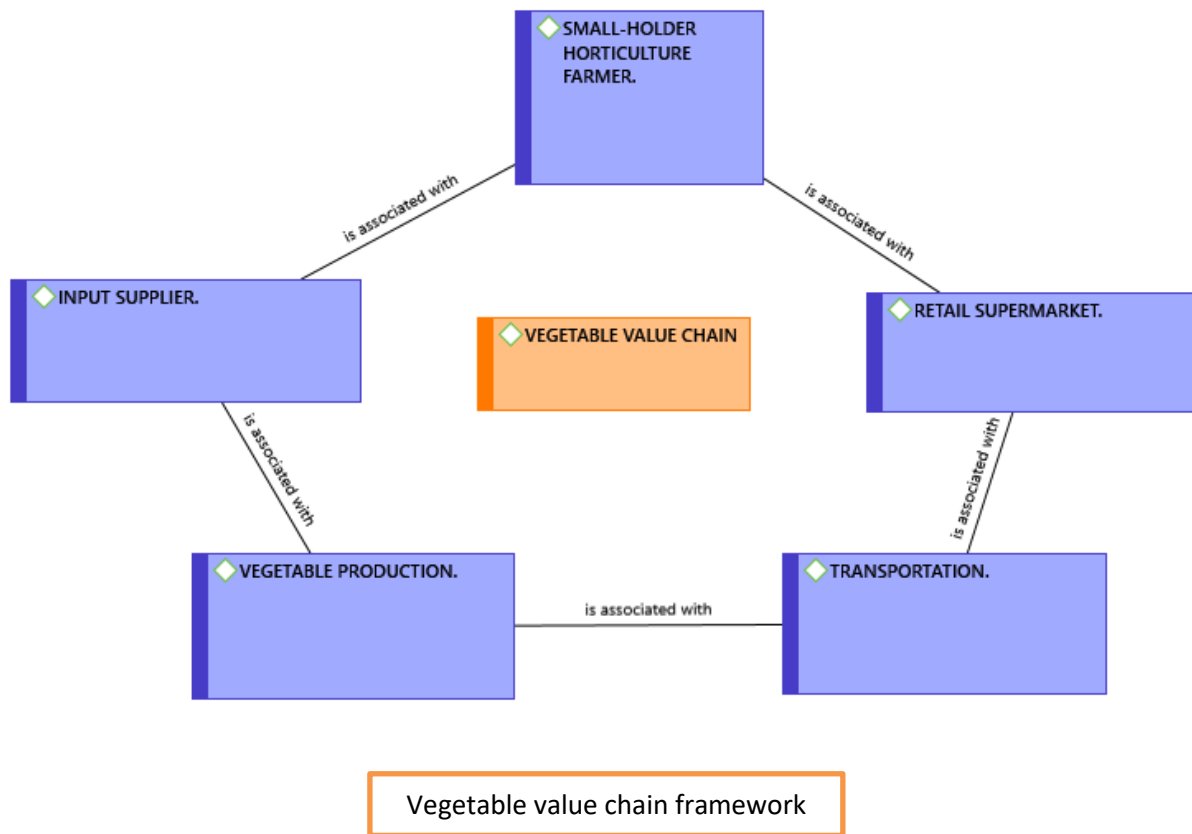 SMALL-HOLDER
HORTICULTURE
FARMER.
is associated with
is associated with
INPUT SUPPLIER.
RETAIL SUPERMARKET.
VEGETABLE VALUE CHAIN
is associated with
is associated with
VEGETABLE PRODUCTION.
TRANSPORTATION.
is associated with
Vegetable value chain framework